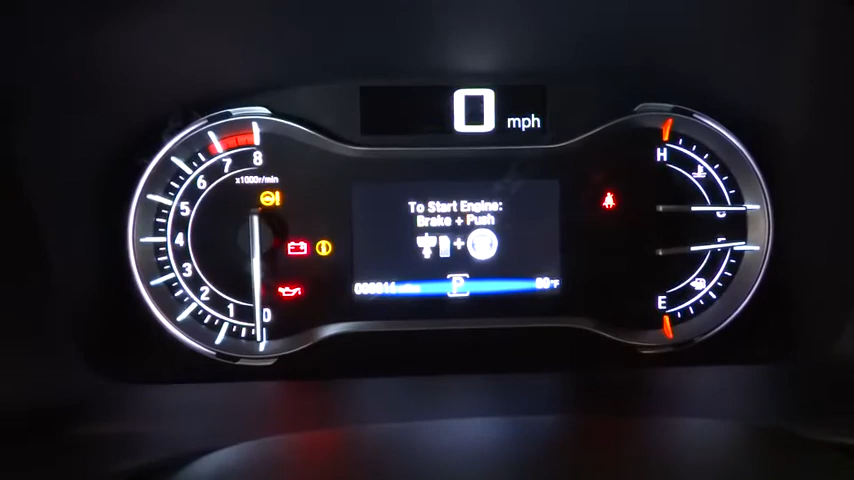 0 mph
8
7
6
5
4
3
2
1
0
x1000r/min
To Start Engine:
Brake + Push
+
P
°F
H
C
E